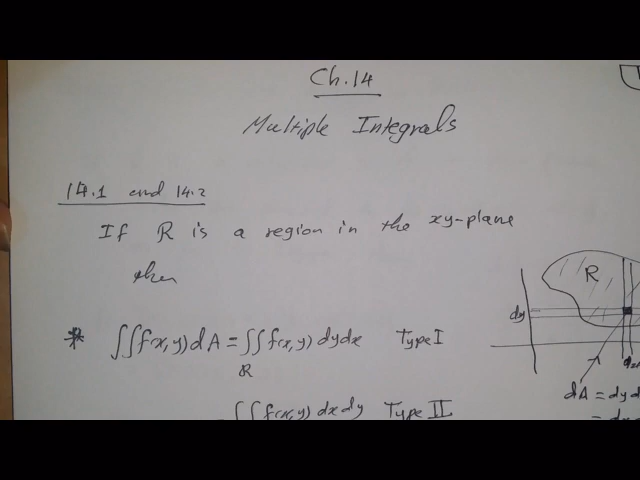 Ch.14
Multiple Integrals
14.1 and 14.2
If R is a region in the xy-plane
then
* ∬f(x,y)dA = ∬f(x,y)dydx Type I
R
∬f(x,y)dxdy Type II
R
dy
dA = dyd
=